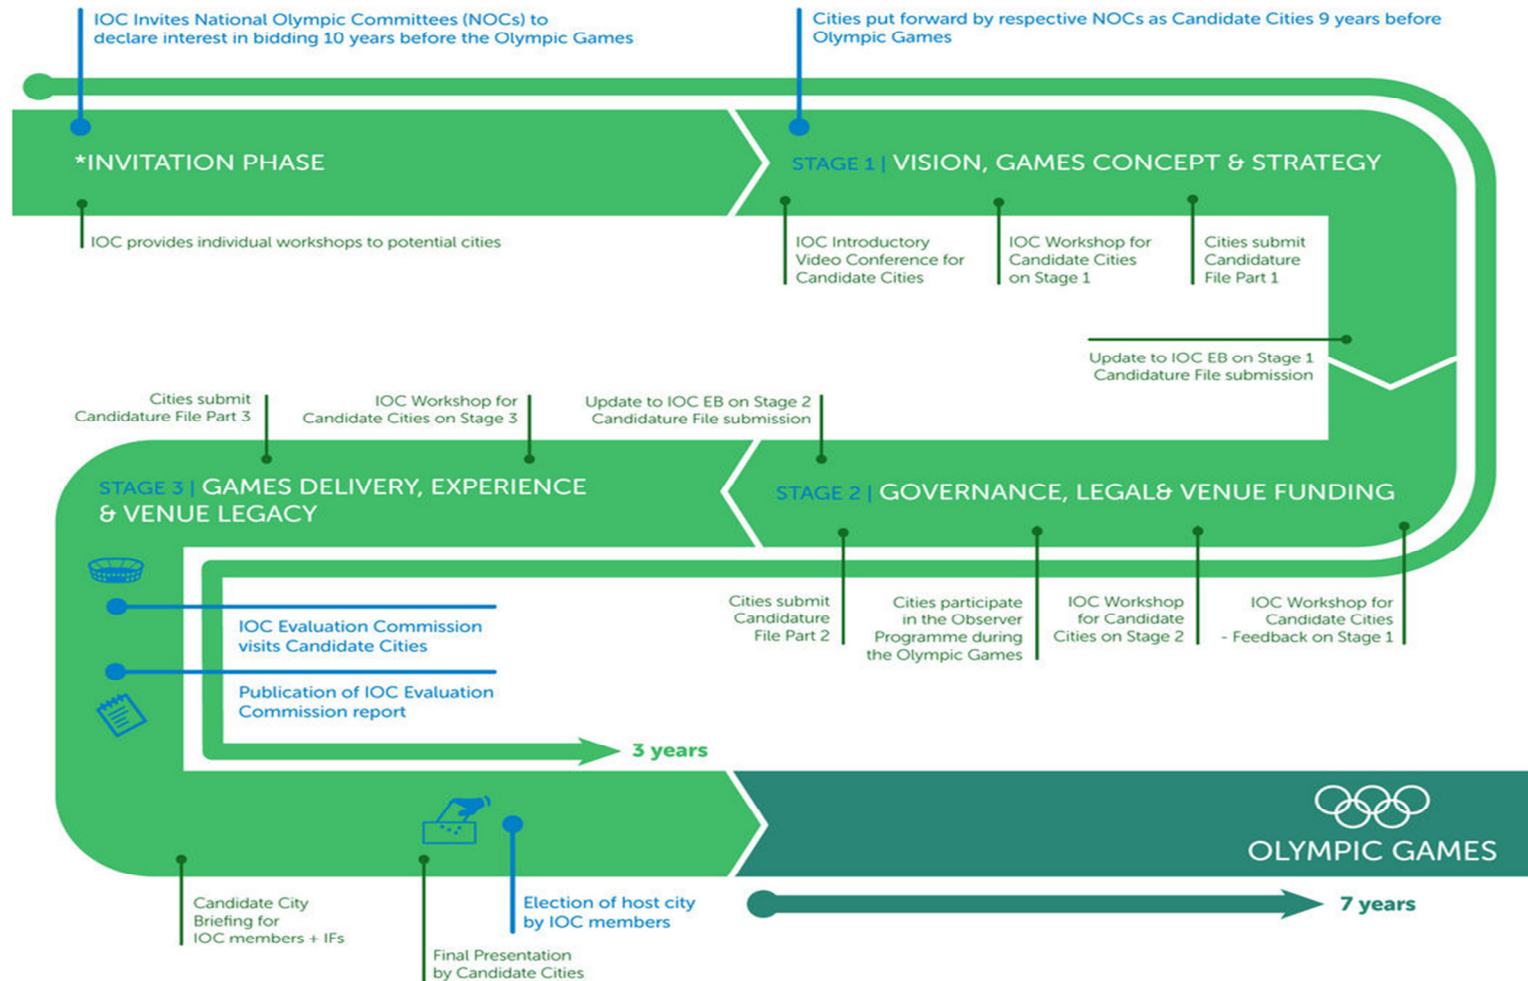 IOC Invites National Olympic Committees (NOCs) to
declare interest in bidding 10 years before the Olympic Games
Cities put forward by respective NOCs as Candidate Cities 9 years before
Olympic Games
*INVITATION PHASE
STAGE 1 | VISION, GAMES CONCEPT & STRATEGY
IOC provides individual workshops to potential cities
IOC Introductory
Video Conference for
Candidate Cities
IOC Workshop for
Candidate Cities
on Stage 1
Cities submit
Candidature
File Part 1
Update to IOC EB on Stage 1
Candidature File submission
Cities submit
Candidature File Part 3
IOC Workshop for
Candidate Cities on Stage 3
Update to IOC EB on Stage 2
Candidature File submission
STAGE 3 | GAMES DELIVERY, EXPERIENCE
& VENUE LEGACY
STAGE 2 | GOVERNANCE, LEGAL& VENUE FUNDING
Cities submit
Candidature
File Part 2
Cities participate
in the Observer
Programme during
the Olympic Games
IOC Workshop
for Candidate
Cities on Stage 2
IOC Workshop for
Candidate Cities
- Feedback on Stage 1
IOC Evaluation Commission
visits Candidate Cities
Publication of IOC Evaluation
Commission report
3 years
OLYMPIC GAMES
7 years
Candidate City
Briefing for
IOC members + IFs
Final Presentation
by Candidate Cities
Election of host city
by IOC members